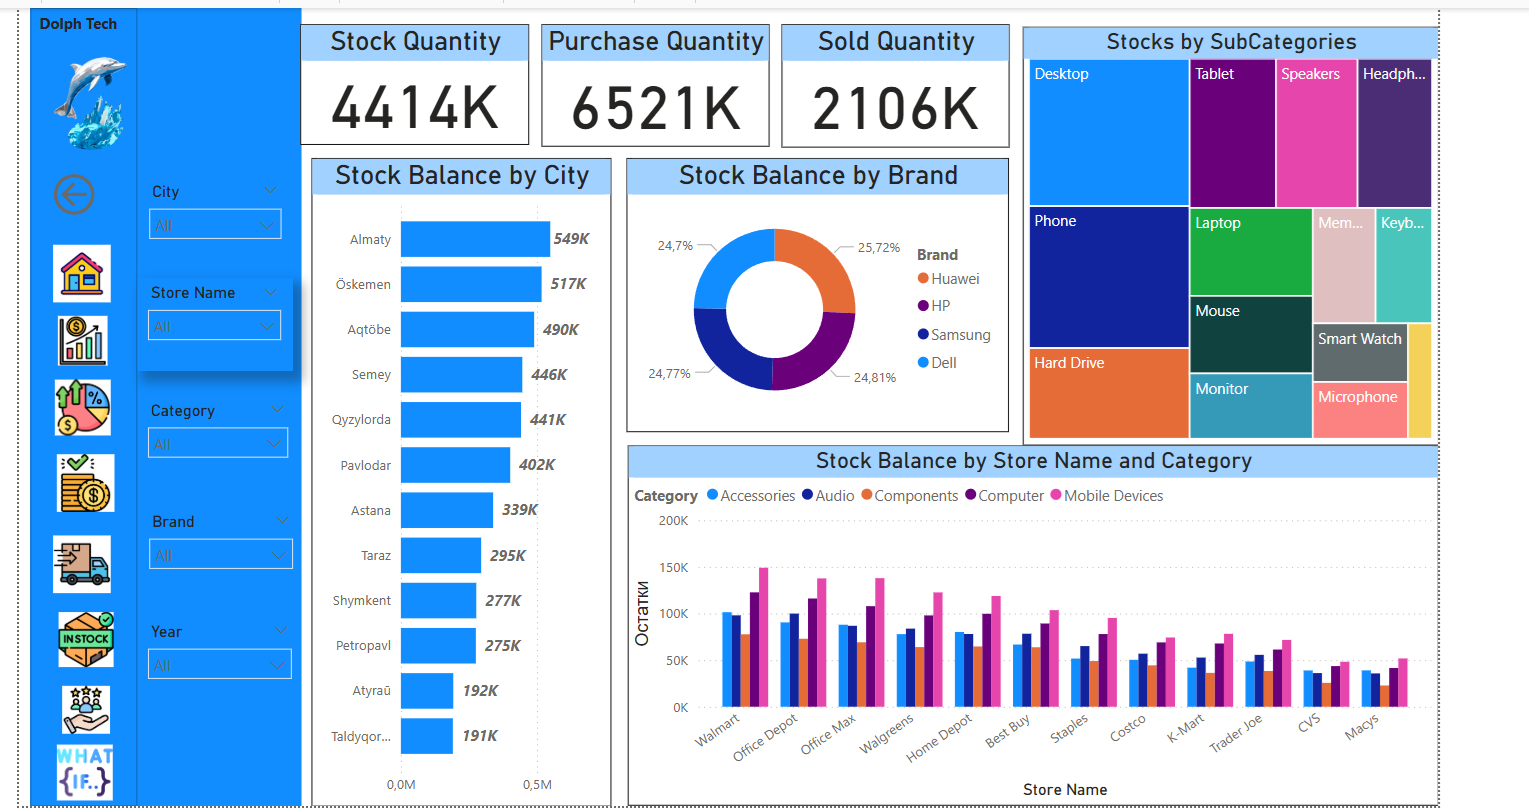 Dolph Tech
City
All
Store Name
All
Category
All
Brand
All
Year
All
IN STOCK
WHAT
{IF..}
Stock Quantity
4414K
Purchase Quantity
6521K
Sold Quantity
2106K
Stock Balance by City
Almaty 549K
Öskemen 517K
Aqtöbe 490K
Semey 446K
Qyzylorda 441K
Pavlodar 402K
Astana 339K
Taraz 295K
Shymkent 277K
Petropavl 275K
Atyraū 192K
Taldyqor... 191K
0,0M 0,5M
Stock Balance by Brand
24,7%
25,72%
24,77%
24,81%
Brand
Huawei
HP
Samsung
Dell
Stocks by SubCategories
Desktop
Tablet
Speakers
Headph...
Phone
Laptop
Mem...
Keyb...
Mouse
Smart Watch
Hard Drive
Monitor
Microphone
Stock Balance by Store Name and Category
Category Accessories Audio Components Computer Mobile Devices
Остатки
200K
150K
100K
50K
0K
Walmart
Office Depot
Office Max
Walgreens
Home Depot
Best Buy
Staples
Costco
K-Mart
Trader Joe
CVS
Macys
Store Name